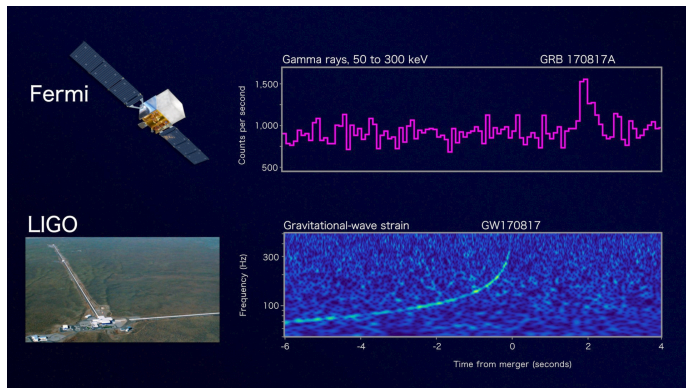 Fermi
Gamma rays, 50 to 300 keV GRB 170817A
Counts per second
1,500
1,000
500
LIGO
Gravitational-wave strain GW170817
Frequency (Hz)
300
100
-6 -4 -2 0 2 4
Time from merger (seconds)